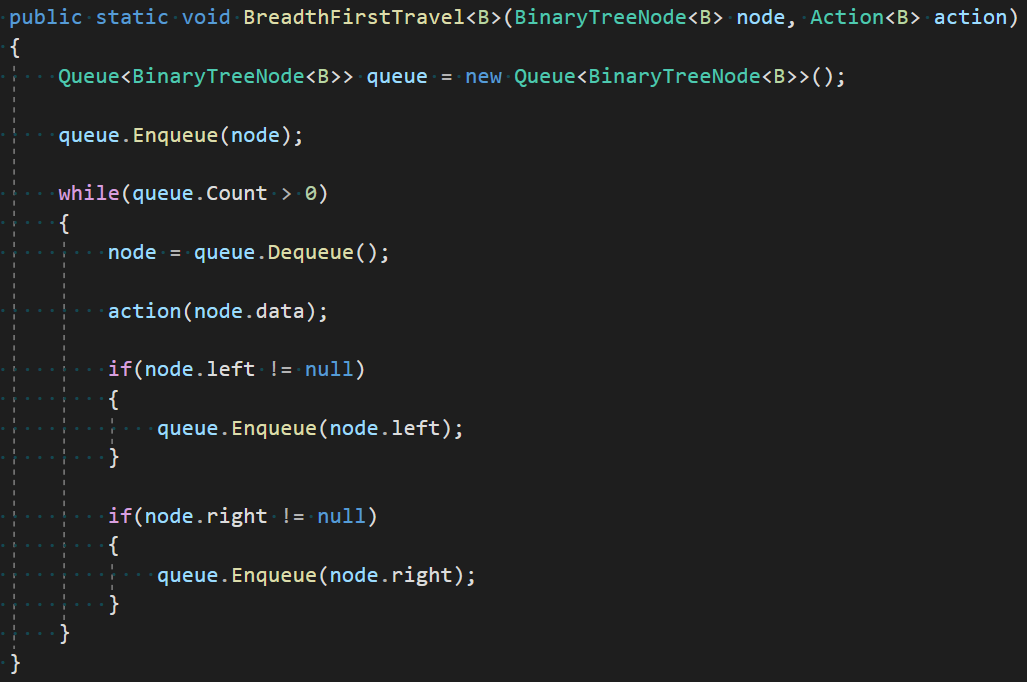 public static void BreadthFirstTravel<B>(BinaryTreeNode<B> node, Action<B> action)
{
    Queue<BinaryTreeNode<B>> queue = new Queue<BinaryTreeNode<B>>();

    queue.Enqueue(node);

    while(queue.Count > 0)
    {
        node = queue.Dequeue();

        action(node.data);

        if(node.left != null)
        {
            queue.Enqueue(node.left);
        }

        if(node.right != null)
        {
            queue.Enqueue(node.right);
        }
    }
}